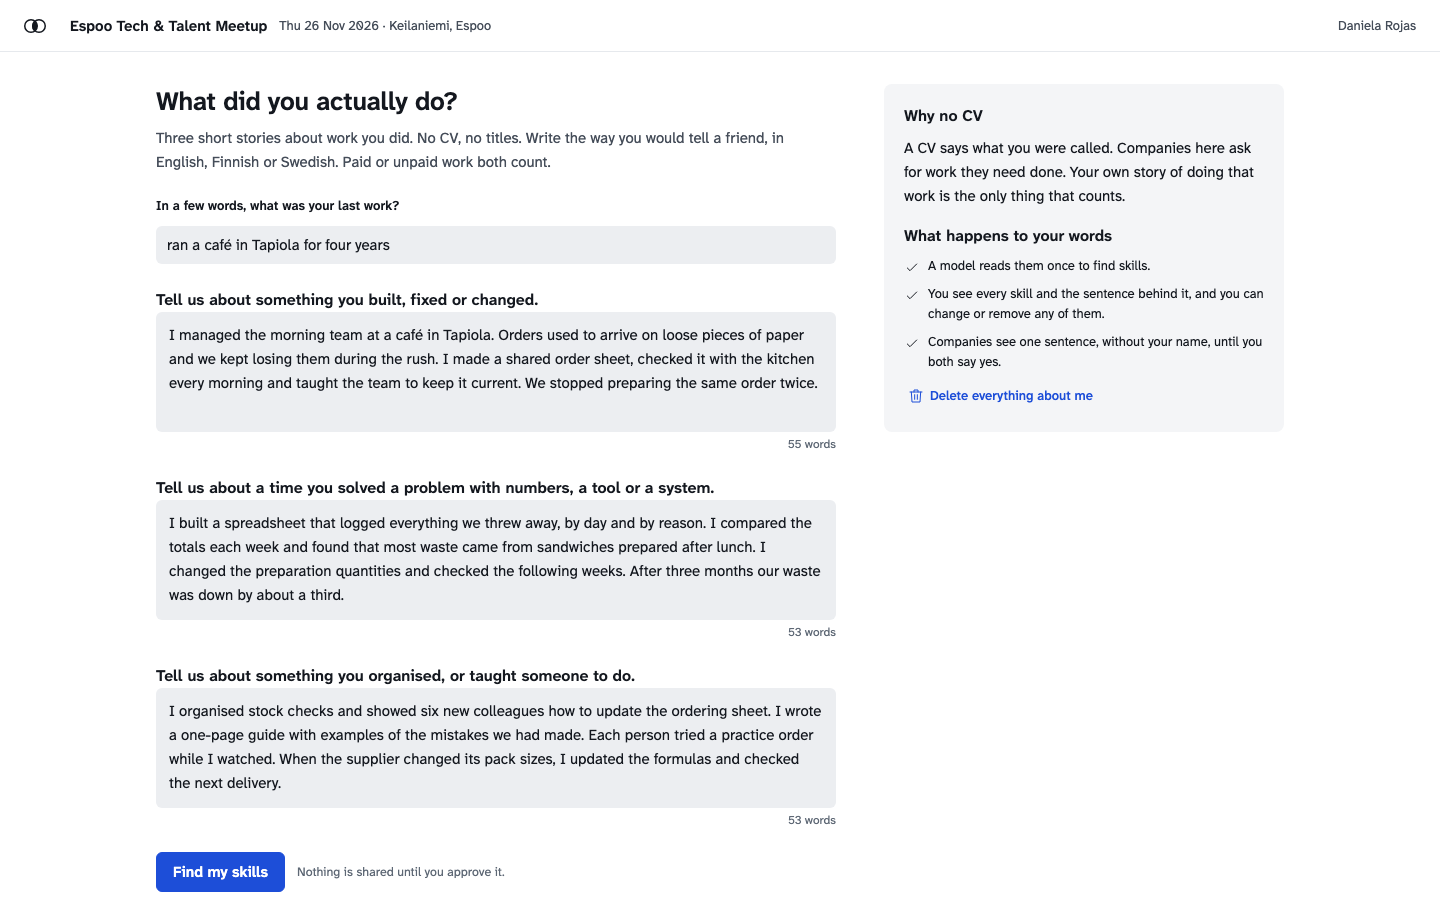 Espoo Tech & Talent Meetup Thu 26 Nov 2026 · Keilaniemi, Espoo
Daniela Rojas
What did you actually do?
Three short stories about work you did. No CV, no titles. Write the way you would tell a friend, in
English, Finnish or Swedish. Paid or unpaid work both count.
In a few words, what was your last work?
ran a café in Tapiola for four years
Tell us about something you built, fixed or changed.
I managed the morning team at a café in Tapiola. Orders used to arrive on loose pieces of paper
and we kept losing them during the rush. I made a shared order sheet, checked it with the kitchen
every morning and taught the team to keep it current. We stopped preparing the same order twice.
55 words
Tell us about a time you solved a problem with numbers, a tool or a system.
I built a spreadsheet that logged everything we threw away, by day and by reason. I compared the
totals each week and found that most waste came from sandwiches prepared after lunch. I
changed the preparation quantities and checked the following weeks. After three months our waste
was down by about a third.
53 words
Tell us about something you organised, or taught someone to do.
I organised stock checks and showed six new colleagues how to update the ordering sheet. I wrote
a one-page guide with examples of the mistakes we had made. Each person tried a practice order
while I watched. When the supplier changed its pack sizes, I updated the formulas and checked
the next delivery.
53 words
Find my skills
Nothing is shared until you approve it.
Why no CV
A CV says what you were called. Companies here ask
for work they need done. Your own story of doing that
work is the only thing that counts.
What happens to your words
A model reads them once to find skills.
You see every skill and the sentence behind it, and you can
change or remove any of them.
Companies see one sentence, without your name, until you
both say yes.
Delete everything about me